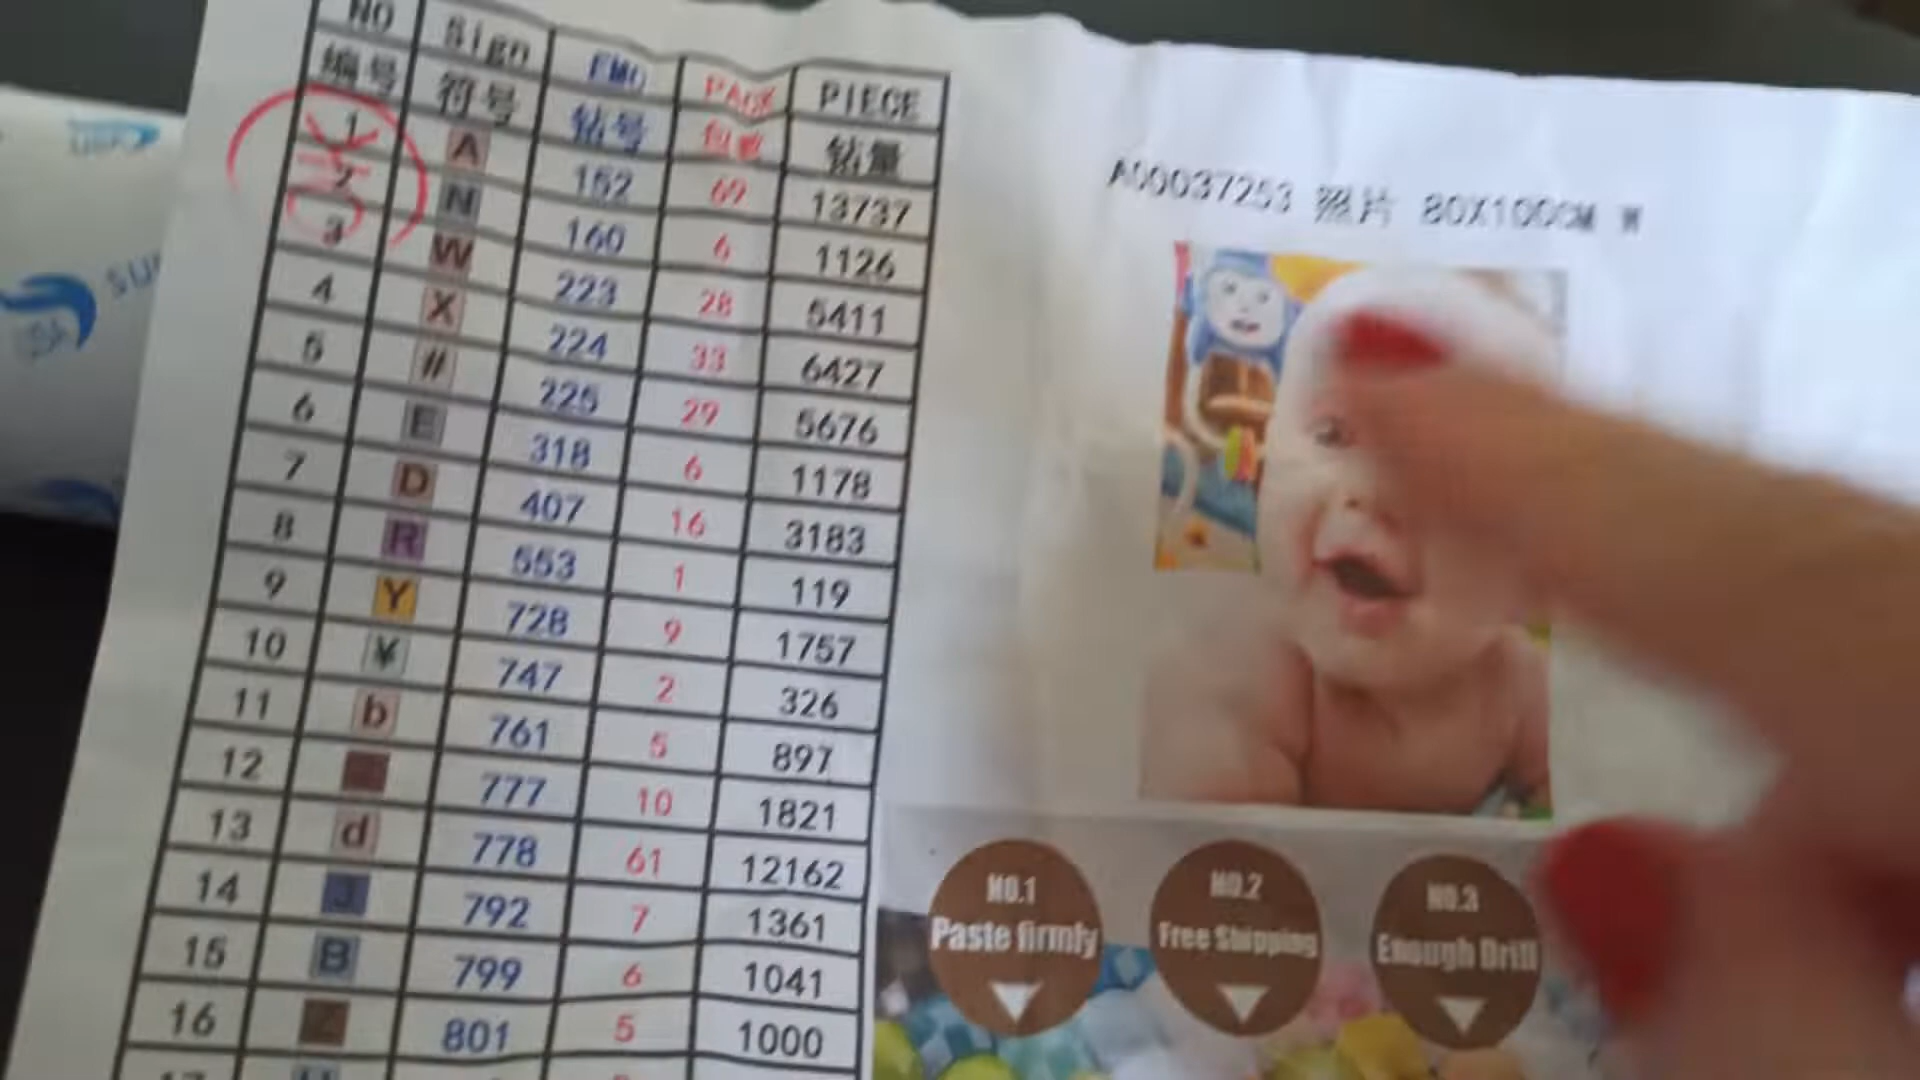 NO Sign DMC PACK PIECE
编号 符号 钻号 包数 钻量
1 A 152 69 13737
2 N 160 6 1126
3 W 223 28 5411
4 X 224 33 6427
5 # 225 29 5676
6 E 318 6 1178
7 D 407 16 3183
8 R 553 1 119
9 Y 728 9 1757
10 ¥ 747 2 326
11 b 761 5 897
12 777 10 1821
13 d 778 61 12162
14 J 792 7 1361
15 B 799 6 1041
16 Z 801 5 1000
A00037253 照片 80X100CM
NO.1
Paste firmly
NO.2
Free Shipping
NO.3
Enough Drill